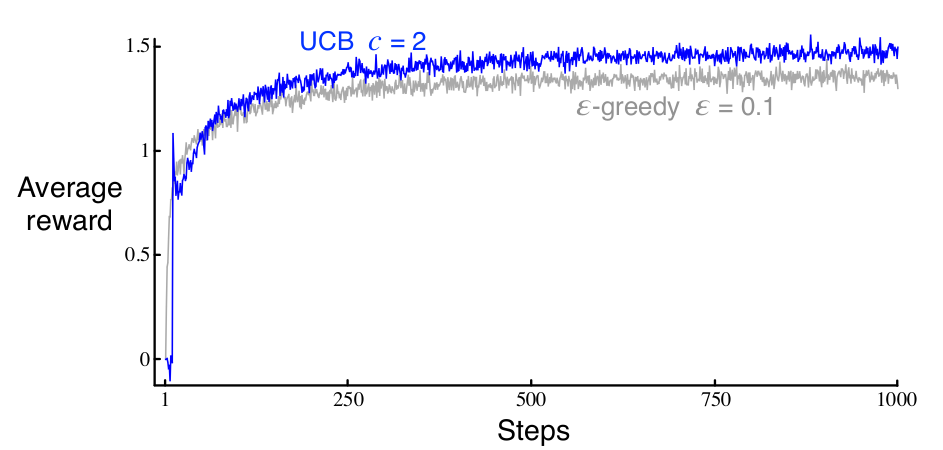 UCB c = 2
1.5
ε-greedy ε = 0.1
1
Average
reward
0.5
0
1 250 500 750 1000
Steps